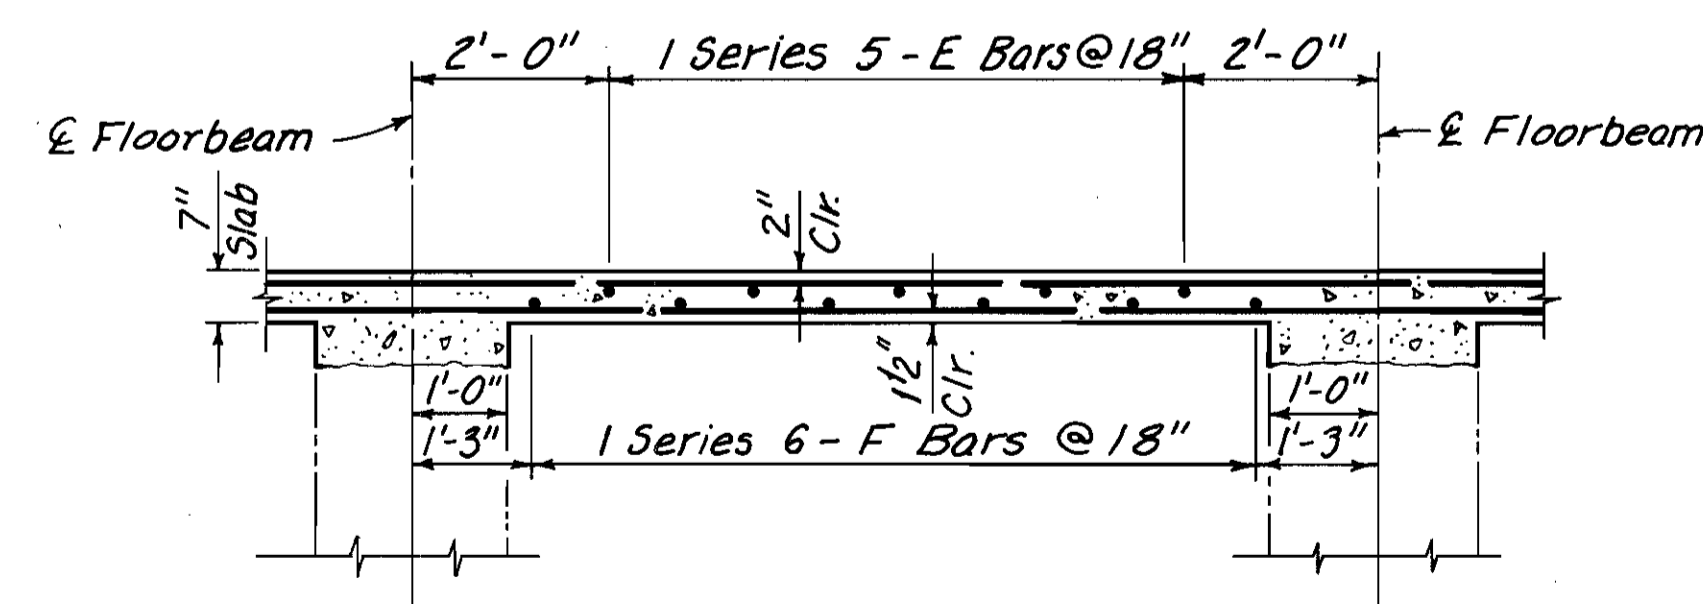 2'-0" 1 Series 5 - E Bars @ 18" 2'-0"
℄ Floorbeam
℄ Floorbeam
7" Slab
2" Clr.
1½" Clr.
1'-0"
1'-0"
1'-3" 1 Series 6 - F Bars @ 18" 1'-3"